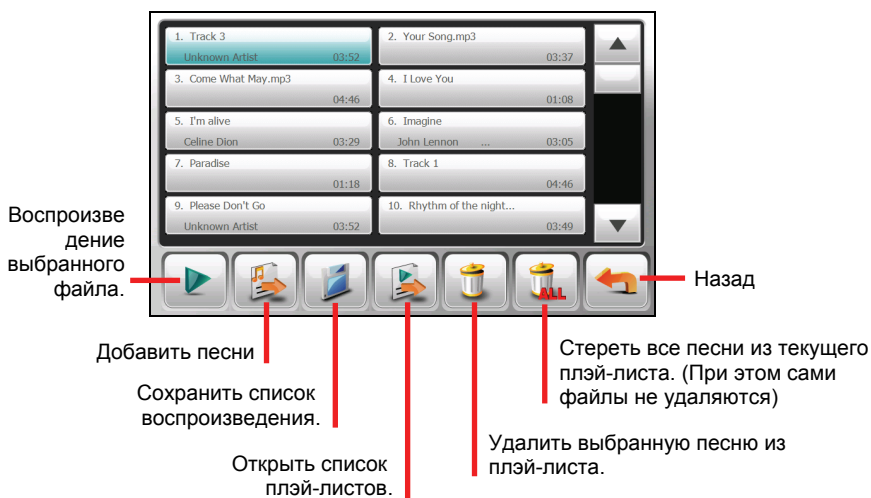 1. Track 3
Unknown Artist 03:52
2. Your Song.mp3
03:37
3. Come What May.mp3
04:46
4. I Love You
01:08
5. I'm alive
Celine Dion 03:29
6. Imagine
John Lennon ... 03:05
7. Paradise
01:18
8. Track 1
04:46
9. Please Don't Go
Unknown Artist 03:52
10. Rhythm of the night...
03:49
ALL
Воспроизве
дение
выбранного
файла.
Назад
Добавить песни
Сохранить список
воспроизведения.
Открыть список
плэй-листов.
Стереть все песни из текущего
плэй-листа. (При этом сами
файлы не удаляются)
Удалить выбранную песню из
плэй-листа.